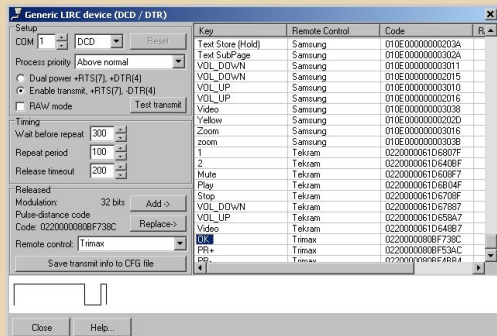 Generic LIRC device (DCD / DTR)
Setup
COM 1 DCD Reset
Process priority Above normal
Dual power +RTS(7), +DTR(4)
Enable transmit, +RTS(7), -DTR(4)
RAW mode Test transmit
Timing
Wait before repeat 300
Repeat period 100
Release timeout 200
Released
Modulation: 32 bits Add ->
Pulse-distance code
Code: 0220000080BF738C Replace->
Remote control: Trimax
Save transmit info to CFG file
Key Remote Control Code R.
Text Store (Hold) Samsung 010E00000000203A
Text SubPage Samsung 010E00000000302A
VOL_DOWN Samsung 010E000000003011
VOL_DOWN Samsung 010E000000002015
VOL_UP Samsung 010E000000003010
VOL_UP Samsung 010E000000002016
Video Samsung 010E000000003038
Yellow Samsung 010E00000000202D
Zoom Samsung 010E000000003016
zoom Samsung 010E00000000303B
1 Tekram 0220000061D6807F
2 Tekram 0220000061D640BF
Mute Tekram 0220000061D608F7
Play Tekram 0220000061D6B04F
Stop Tekram 0220000061D6708F
VOL_DOWN Tekram 0220000061D67887
VOL_UP Tekram 0220000061D658A7
Video Tekram 0220000061D648B7
OK Trimax 0220000080BF738C
PR+ Trimax 0220000080BF53AC
PR- Trimax 0220000080BF4BB4
Close Help...